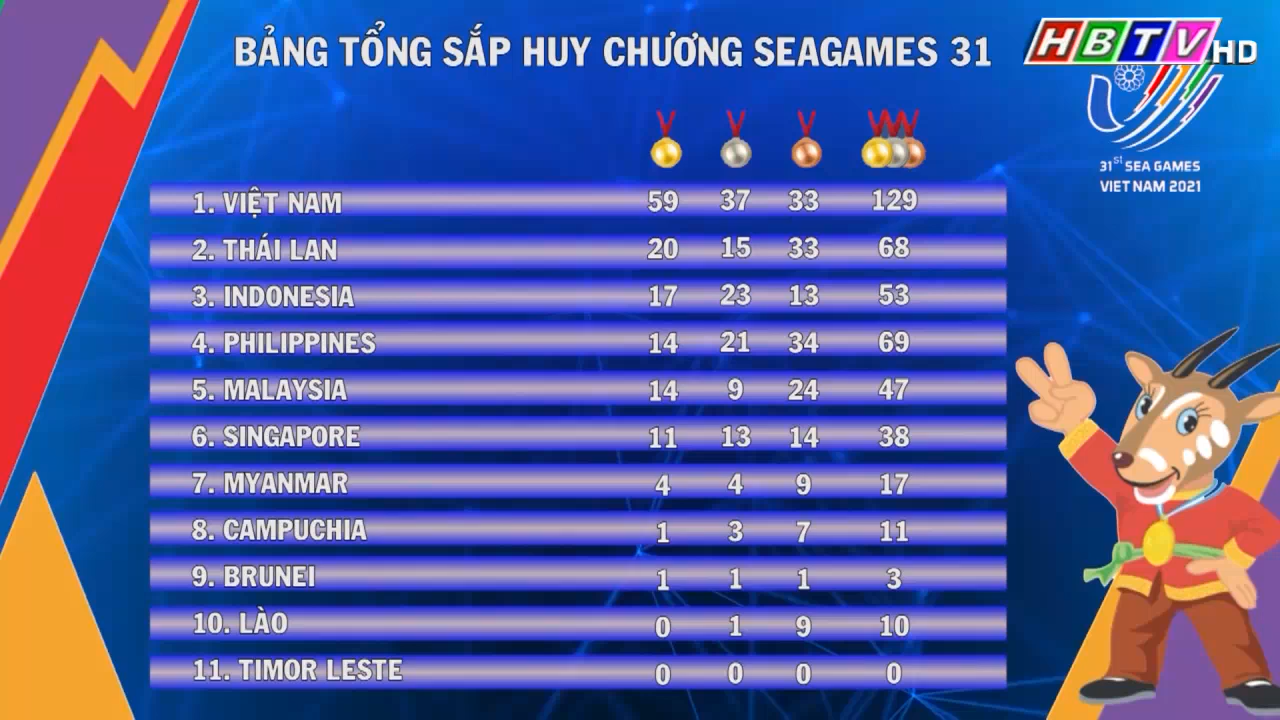 BẢNG TỔNG SẮP HUY CHƯƠNG SEAGAMES 31
HBTV HD
31st SEA GAMES
VIET NAM 2021
1. VIỆT NAM 59 37 33 129
2. THÁI LAN 20 15 33 68
3. INDONESIA 17 23 13 53
4. PHILIPPINES 14 21 34 69
5. MALAYSIA 14 9 24 47
6. SINGAPORE 11 13 14 38
7. MYANMAR 4 4 9 17
8. CAMPUCHIA 1 3 7 11
9. BRUNEI 1 1 1 3
10. LÀO 0 1 9 10
11. TIMOR LESTE 0 0 0 0